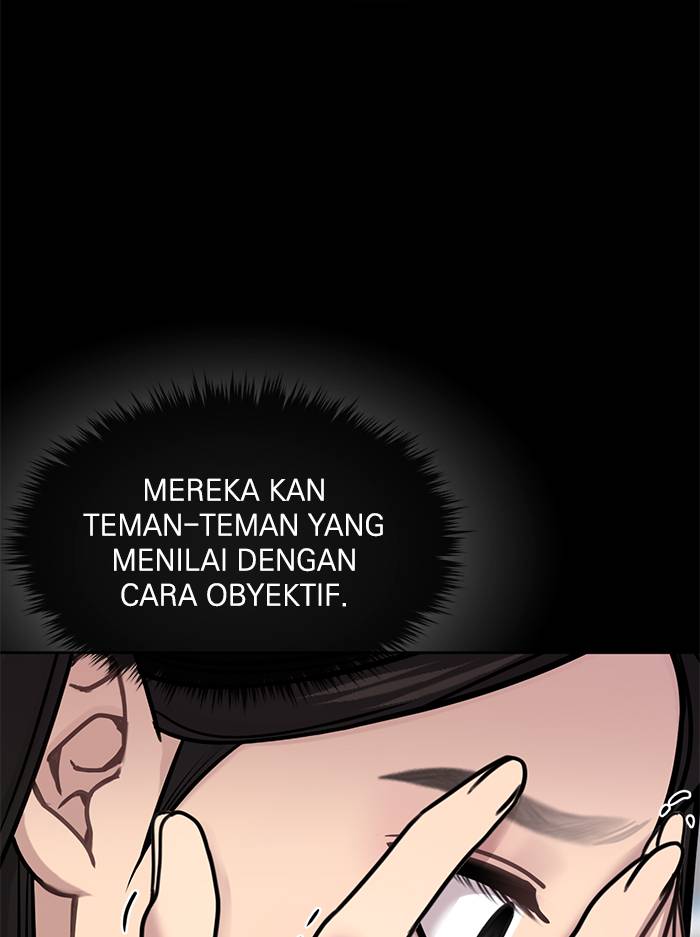 MEREKA KAN
TEMAN-TEMAN YANG
MENILAI DENGAN
CARA OBYEKTIF.